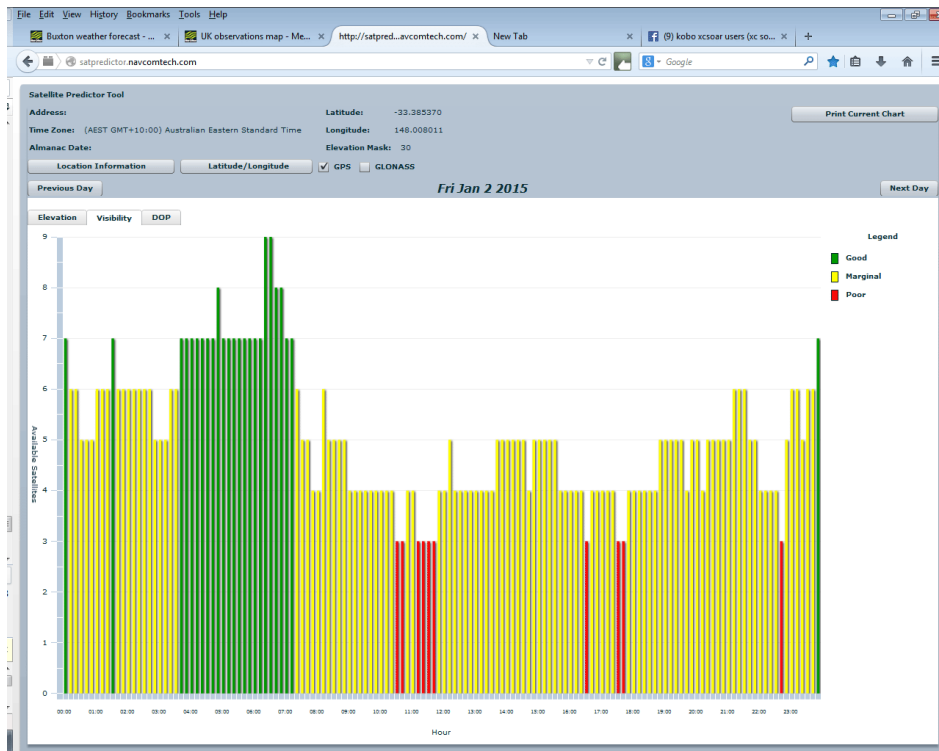 File Edit View History Bookmarks Tools Help
Buxton weather forecast - ... × UK observations map - Me... × http://satpred...avcomtech.com/ × New Tab × (9) kobo xcsoar users (xc so... × +
satpredictor.navcomtech.com Google
Satellite Predictor Tool
Address: Latitude: -33.385370 Print Current Chart
Time Zone: (AEST GMT+10:00) Australian Eastern Standard Time Longitude: 148.008011
Almanac Date: Elevation Mask: 30
Location Information Latitude/Longitude GPS GLONASS
Previous Day Fri Jan 2 2015 Next Day
Elevation Visibility DOP
Legend
Good
Marginal
Poor
Available Satellites
9
8
7
6
5
4
3
2
1
0
00:00 01:00 02:00 03:00 04:00 05:00 06:00 07:00 08:00 09:00 10:00 11:00 12:00 13:00 14:00 15:00 16:00 17:00 18:00 19:00 20:00 21:00 22:00 23:00
Hour